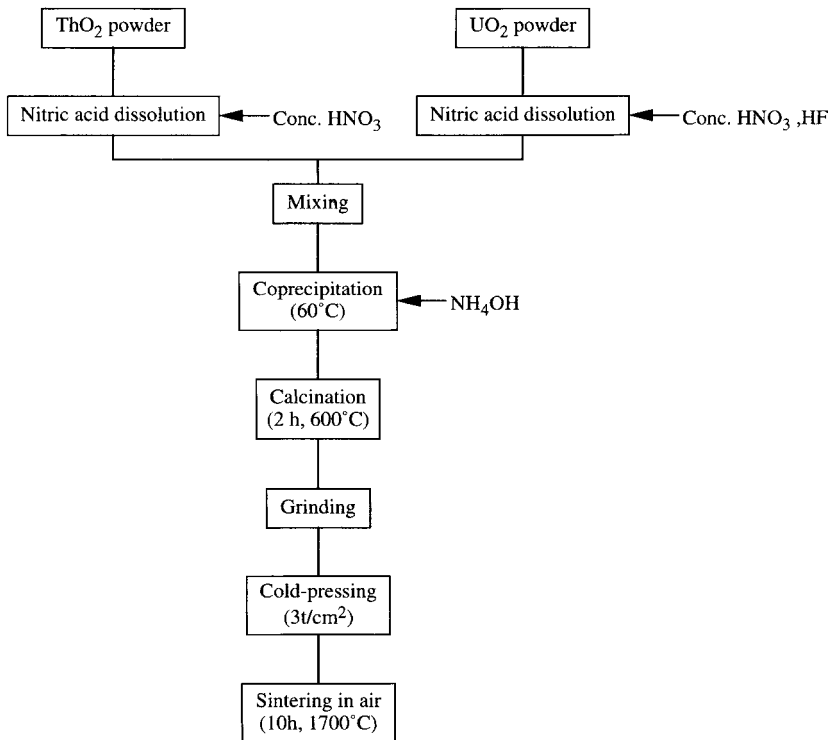 ThO₂ powder
UO₂ powder
Nitric acid dissolution
Conc. HNO₃
Nitric acid dissolution
Conc. HNO₃ ,HF
Mixing
Coprecipitation
(60˚C)
NH₄OH
Calcination
(2 h, 600˚C)
Grinding
Cold-pressing
(3t/cm²)
Sintering in air
(10h, 1700˚C)